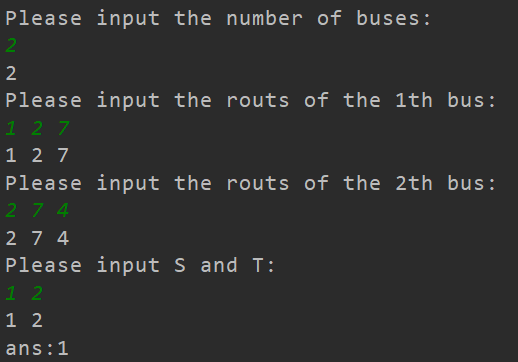 Please input the number of buses:
2
2
Please input the routs of the 1th bus:
1 2 7
1 2 7
Please input the routs of the 2th bus:
2 7 4
2 7 4
Please input S and T:
1 2
1 2
ans:1